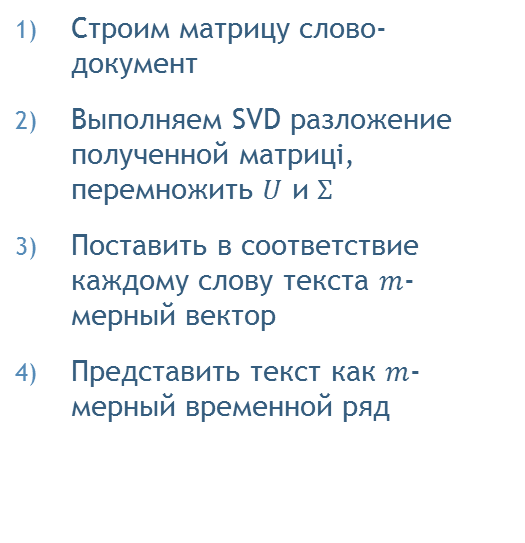 1) Строим матрицу слово-
документ
2) Выполняем SVD разложение
полученной матриці,
перемножить U и Σ
3) Поставить в соответствие
каждому слову текста m-
мерный вектор
4) Представить текст как m-
мерный временной ряд